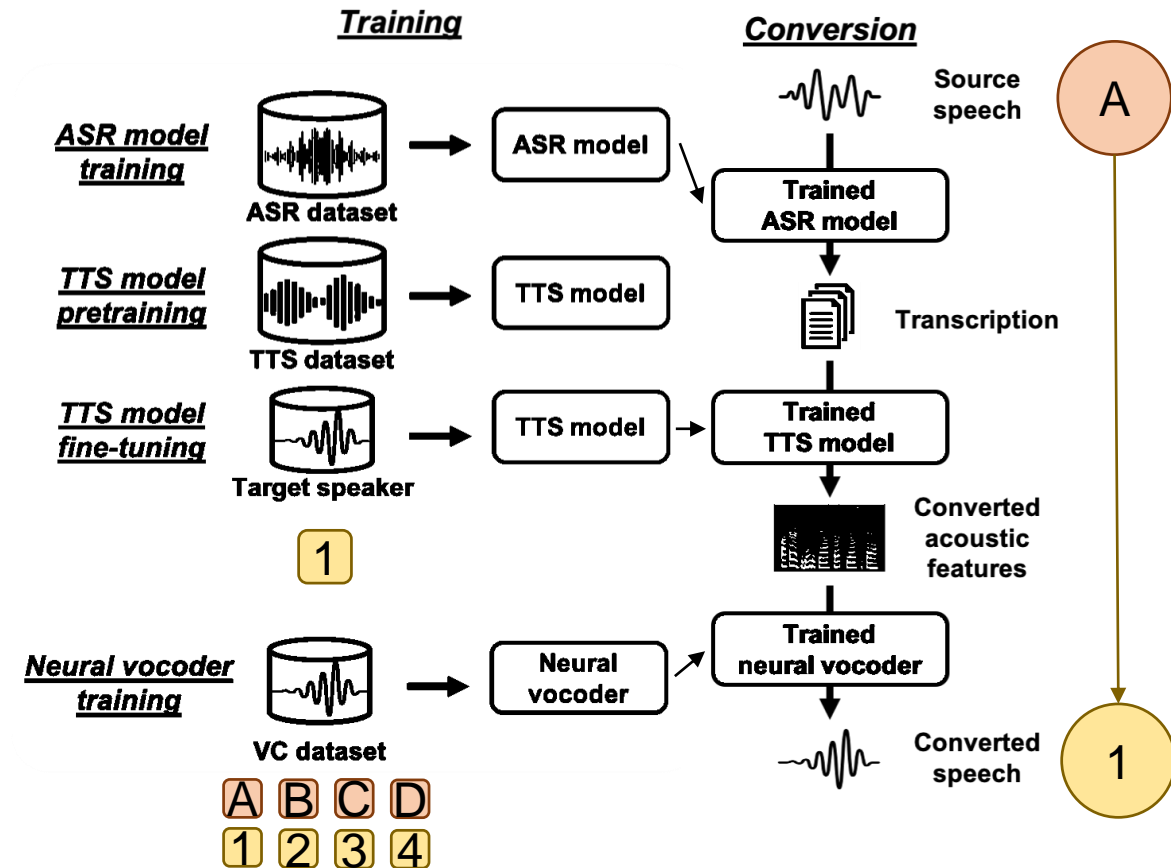 Training
Conversion
Source
speech
A
ASR model
training
ASR dataset
ASR model
Trained
ASR model
TTS model
pretraining
TTS dataset
TTS model
Transcription
TTS model
fine-tuning
Target speaker
TTS model
Trained
TTS model
1
Converted
acoustic
features
Neural vocoder
training
VC dataset
Neural
vocoder
Trained
neural vocoder
Converted
speech
1
A B C D
1 2 3 4